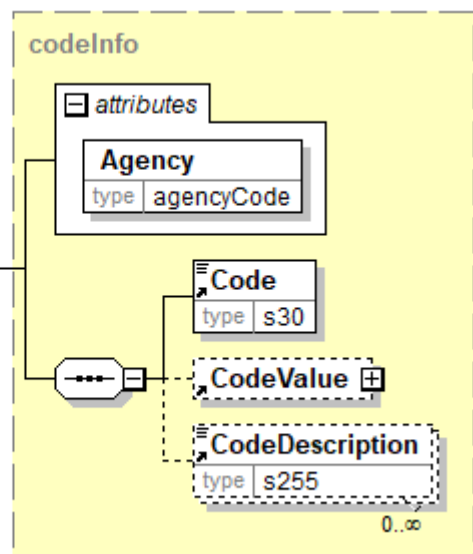 codeInfo
attributes
Agency
type agencyCode
Code
type s30
CodeValue
CodeDescription
type s255
0..∞